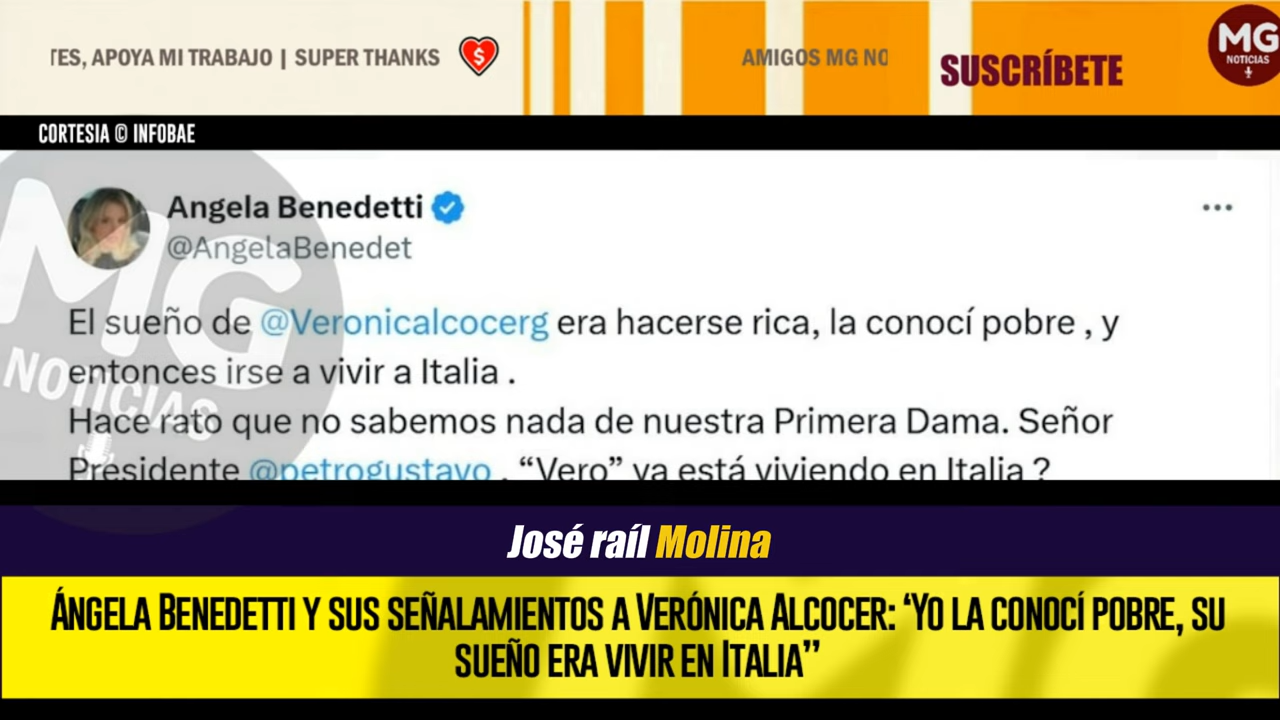 TES, APOYA MI TRABAJO | SUPER THANKS
AMIGOS MG NO
SUSCRÍBETE
MG
NOTICIAS
CORTESIA © INFOBAE
Angela Benedetti
@AngelaBenedet
El sueño de @Veronicalcocerg era hacerse rica, la conocí pobre , y
entonces irse a vivir a Italia .
Hace rato que no sabemos nada de nuestra Primera Dama. Señor
Presidente @petrogustavo . “Vero” ya está viviendo en Italia ?
MG
NOTICIAS
José raíl Molina
Ángela Benedetti y sus señalamientos a Verónica Alcocer: ‘Yo la conocí pobre, su
sueño era vivir en Italia”